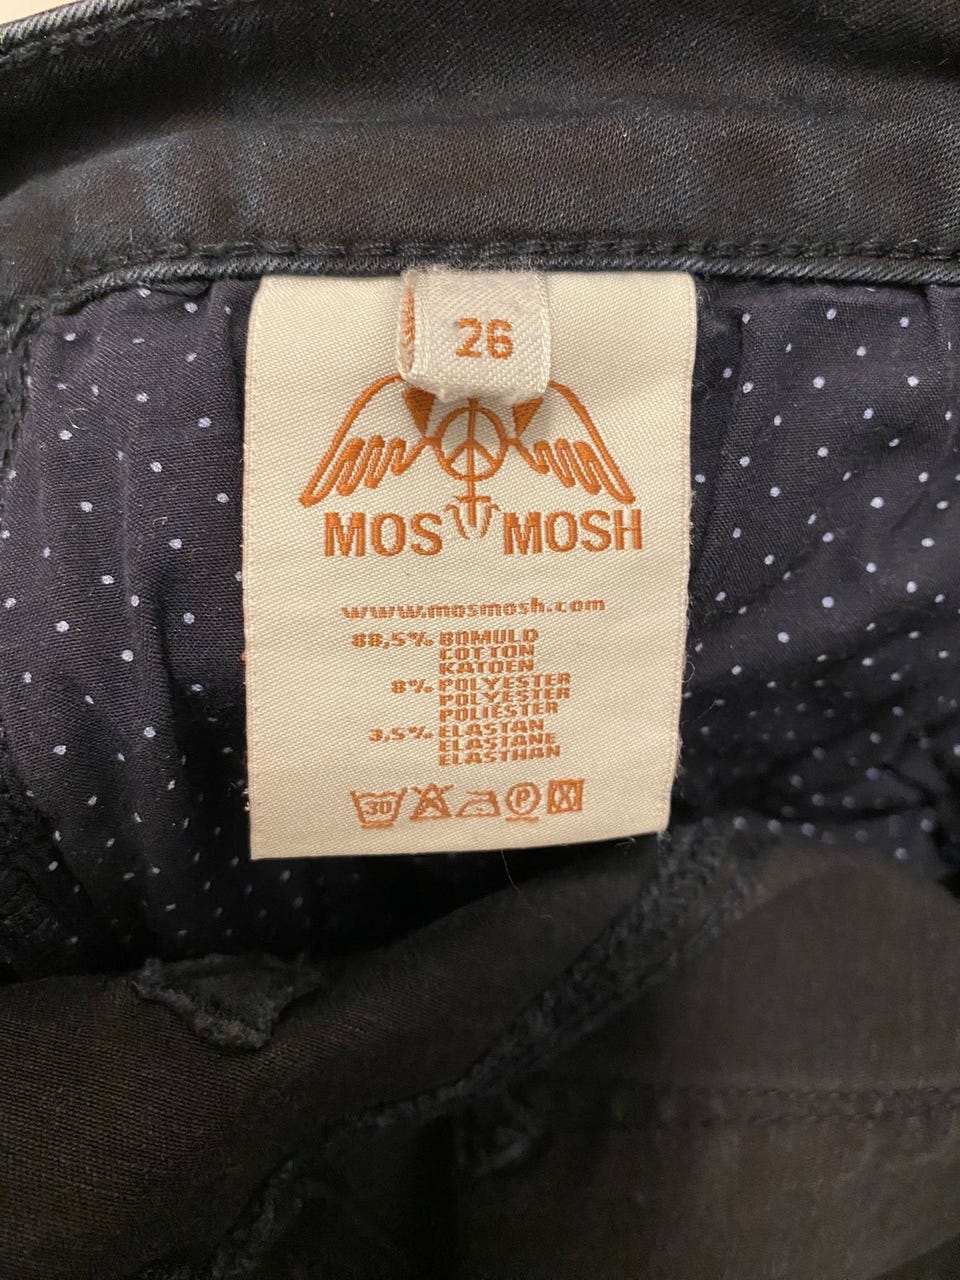 26
MOS MOSH
www.mosmosh.com
88,5% BOMULD
COTTON
KATOEN
8% POLYESTER
POLYESTER
POLIESTER
3,5% ELASTAN
ELASTANE
ELASTHAN
30 P